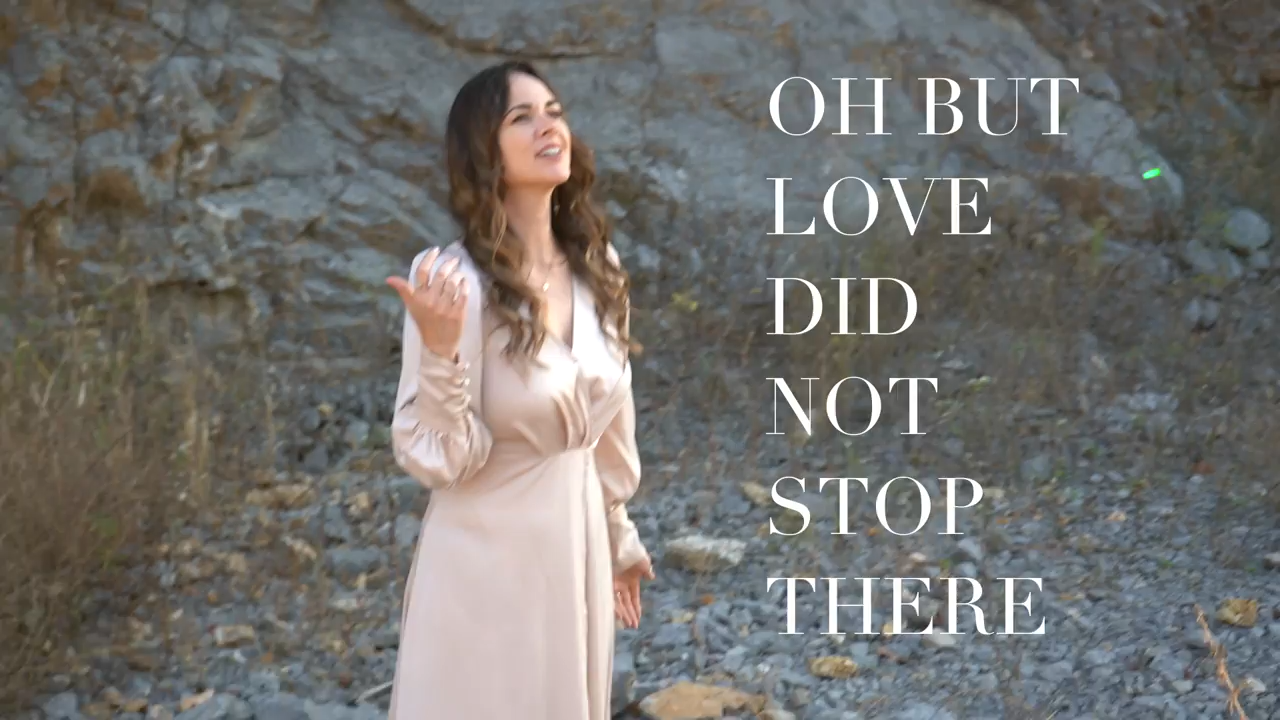 OH BUT
LOVE
DID
NOT
STOP
THERE